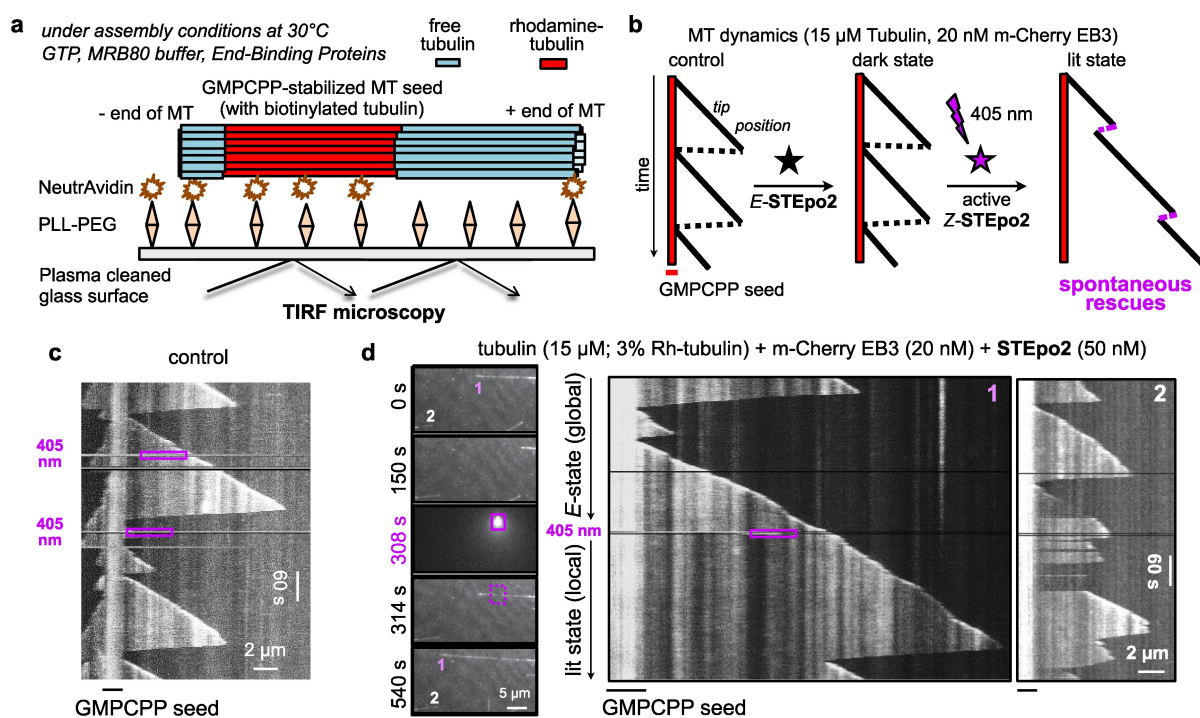 a
under assembly conditions at 30°C
GTP, MRB80 buffer, End-Binding Proteins
free
tubulin
rhodamine-
tubulin
GMPCPP-stabilized MT seed
(with biotinylated tubulin)
- end of MT
+ end of MT
NeutrAvidin
PLL-PEG
Plasma cleaned
glass surface
TIRF microscopy
b
MT dynamics (15 µM Tubulin, 20 nM m-Cherry EB3)
control
dark state
lit state
time
tip
position
E-STEpo2
405 nm
active
Z-STEpo2
GMPCPP seed
spontaneous
rescues
c
control
405
nm
405
nm
60 s
2 µm
GMPCPP seed
d
tubulin (15 µM; 3% Rh-tubulin) + m-Cherry EB3 (20 nM) + STEpo2 (50 nM)
0 s
1
2
150 s
308 s
314 s
540 s
1
2
5 µm
E-state (global)
405 nm
lit state (local)
1
GMPCPP seed
2
60 s
2 µm